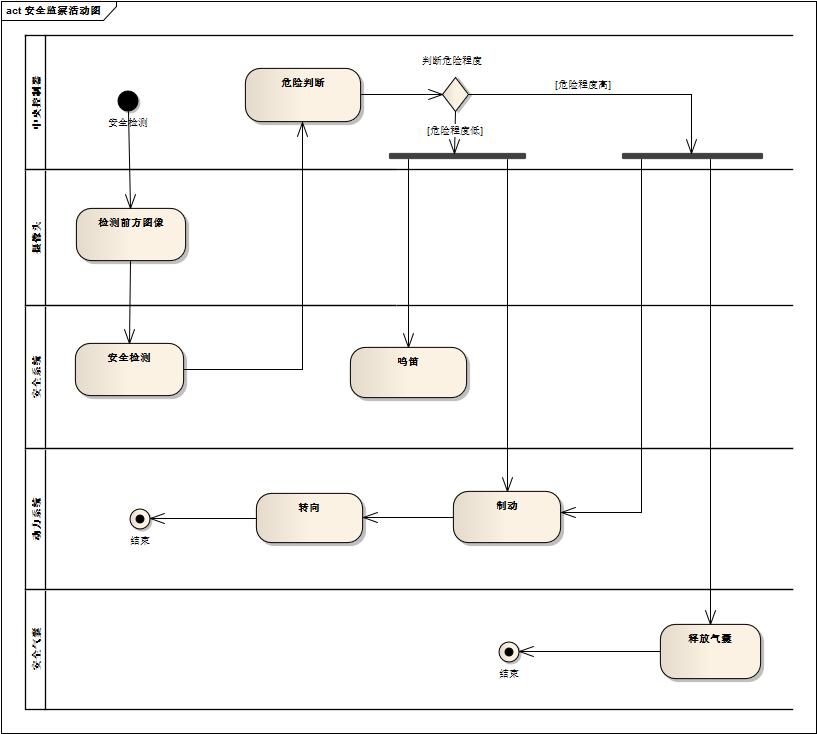 act 安全监察活动图
中央控制器
安全检测
危险判断
判断危险程度
[危险程度高]
[危险程度低]
摄像头
检测前方图像
安全系统
安全检测
鸣笛
动力系统
结束
转向
制动
安全气囊
结束
释放气囊